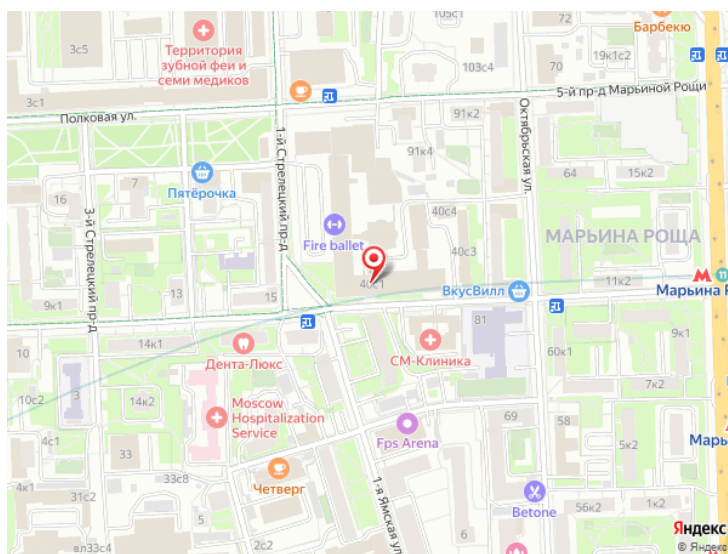 105с1
72
Барбекю
3с5
Территория
зубной феи и
семи медиков
103с4
19к1с2
70
3с1
5-й пр-д Марьиной Рощи
Полковая ул.
91к2
1-й Стрелецкий пр-д
Октябрьская ул.
91к4
7
64
15к2
16
Пятёрочка
3-й Стрелецкий пр-д
40с4
Fire ballet
МАРЬИНА РОЩА
40с3
40с1
11к2
М
11
ВкусВилл
Марьина Р
9к1
13
15
10
14к1
81
9к1
Дента-Люкс
СМ-Клиника
60к1
7к2
3
10с2
14к2
Moscow
Hospitalization
Service
69
58
4с1
Fps Arena
5к2
Марьи
33
33с8
4к1
31с2
Четверг
1-я Ямская ул.
Betone
56к2
1к2
5
вл33с4
2с2
6
Яндекс
© Яндекс